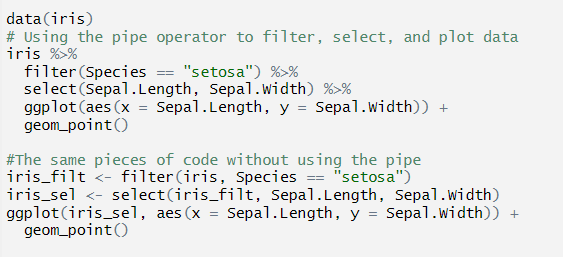 data(iris)
# Using the pipe operator to filter, select, and plot data
iris %>%
  filter(Species == "setosa") %>%
  select(Sepal.Length, Sepal.Width) %>%
  ggplot(aes(x = Sepal.Length, y = Sepal.Width)) +
  geom_point()

#The same pieces of code without using the pipe
iris_filt <- filter(iris, Species == "setosa")
iris_sel <- select(iris_filt, Sepal.Length, Sepal.Width)
ggplot(iris_sel, aes(x = Sepal.Length, y = Sepal.Width)) +
  geom_point()